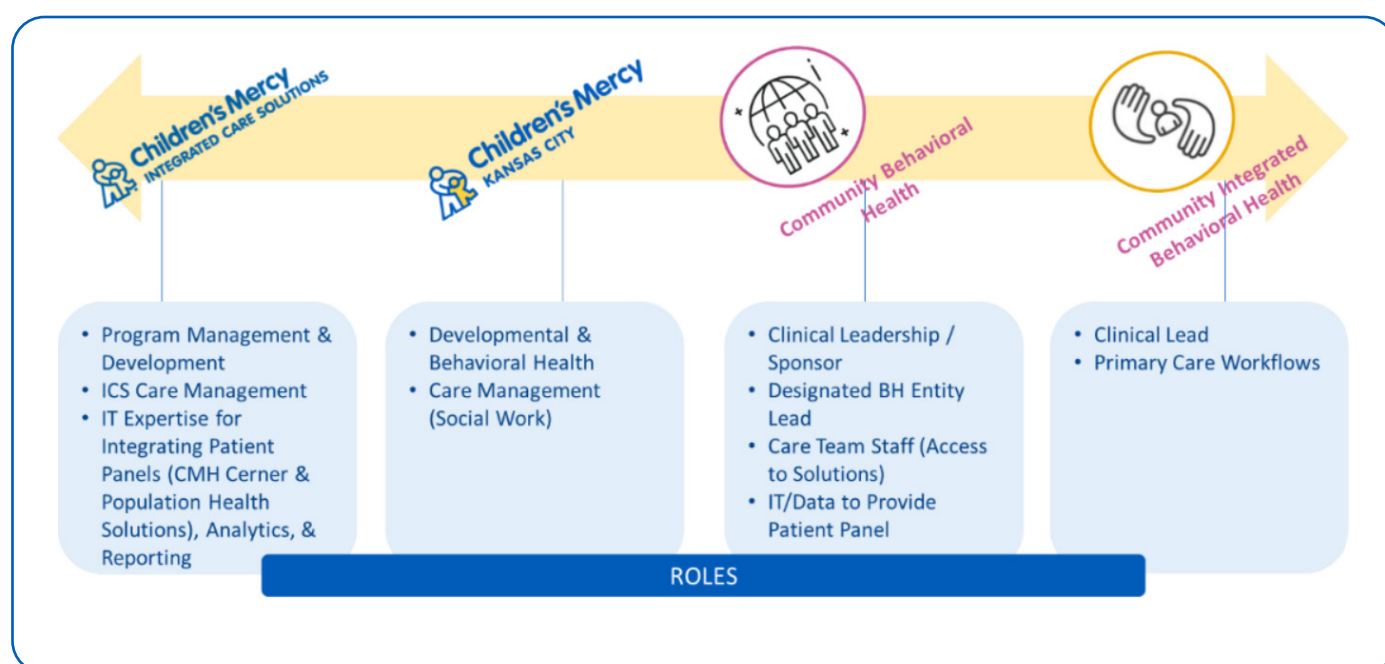 Children's Mercy
INTEGRATED CARE SOLUTIONS
Children's Mercy
KANSAS CITY
Community Behavioral
Health
Community Integrated
Behavioral Health
• Program Management &
Development
• ICS Care Management
• IT Expertise for
Integrating Patient
Panels (CMH Cerner &
Population Health
Solutions), Analytics, &
Reporting
• Developmental &
Behavioral Health
• Care Management
(Social Work)
• Clinical Leadership /
Sponsor
• Designated BH Entity
Lead
• Care Team Staff (Access
to Solutions)
• IT/Data to Provide
Patient Panel
• Clinical Lead
• Primary Care Workflows
ROLES